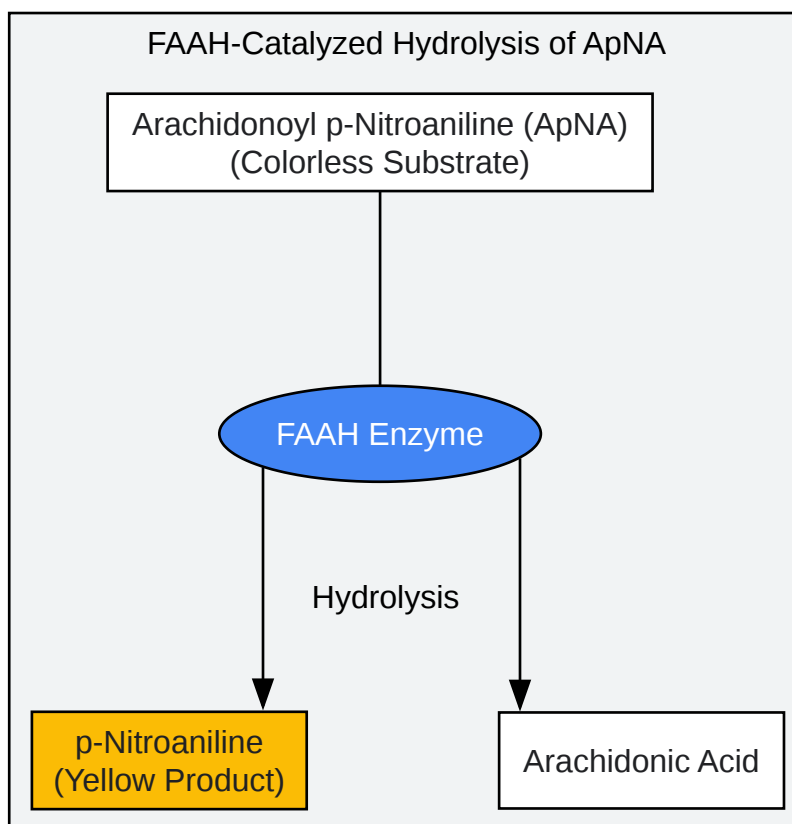 FAAH-Catalyzed Hydrolysis of ApNA
Arachidonoyl p-Nitroaniline (ApNA)
(Colorless Substrate)
FAAH Enzyme
Hydrolysis
p-Nitroaniline
(Yellow Product)
Arachidonic Acid